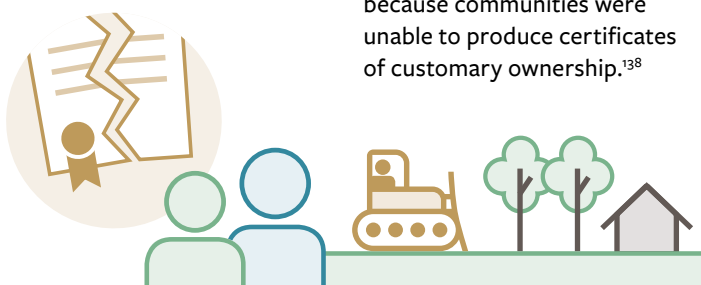 because communities were
unable to produce certificates
of customary ownership.¹³⁸